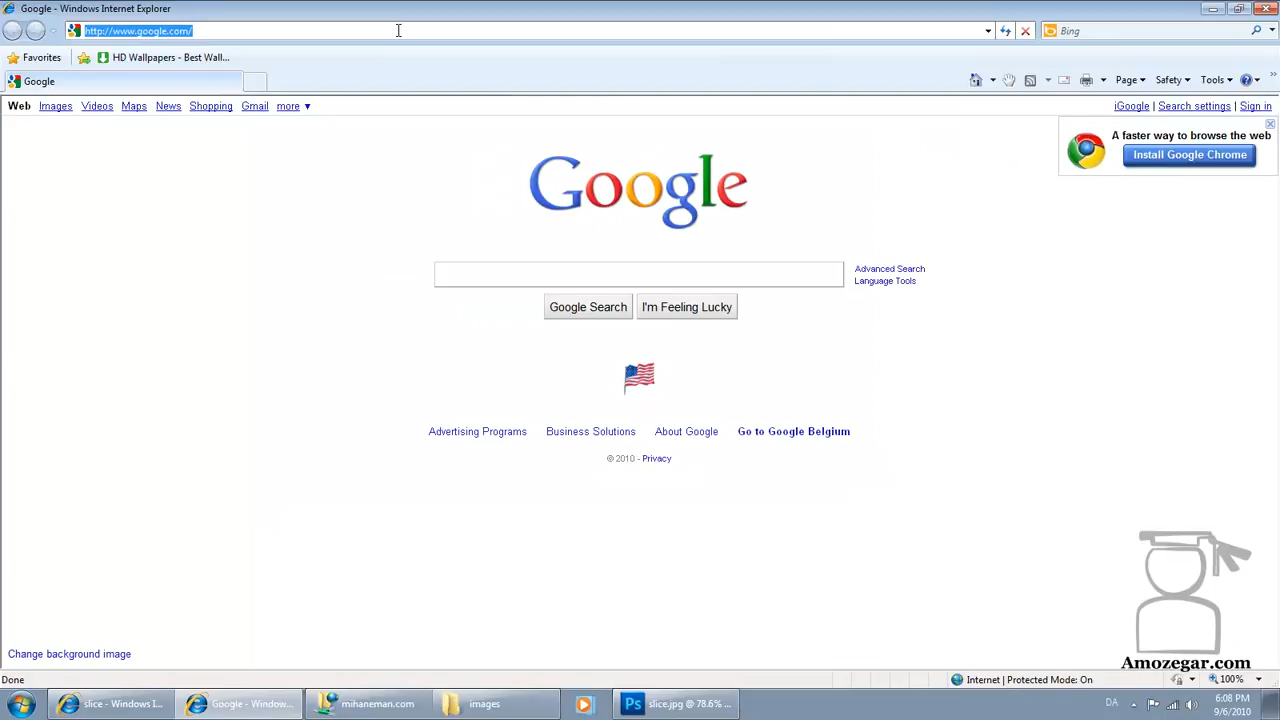 Google - Windows Internet Explorer
http://www.google.com/
Bing
Favorites
HD Wallpapers - Best Wall...
Google
Page
Safety
Tools
Web Images Videos Maps News Shopping Gmail more ▼
iGoogle | Search settings | Sign in
A faster way to browse the web
Install Google Chrome
Google
Advanced Search
Language Tools
Google Search
I'm Feeling Lucky
Advertising Programs
Business Solutions
About Google
Go to Google Belgium
© 2010 - Privacy
Change background image
Amozegar.com
Done
Internet | Protected Mode: On
100%
slice - Windows I...
Google - Window...
mihaneman.com
images
Ps
slice.jpg @ 78.6% ...
DA
6:08 PM
9/6/2010